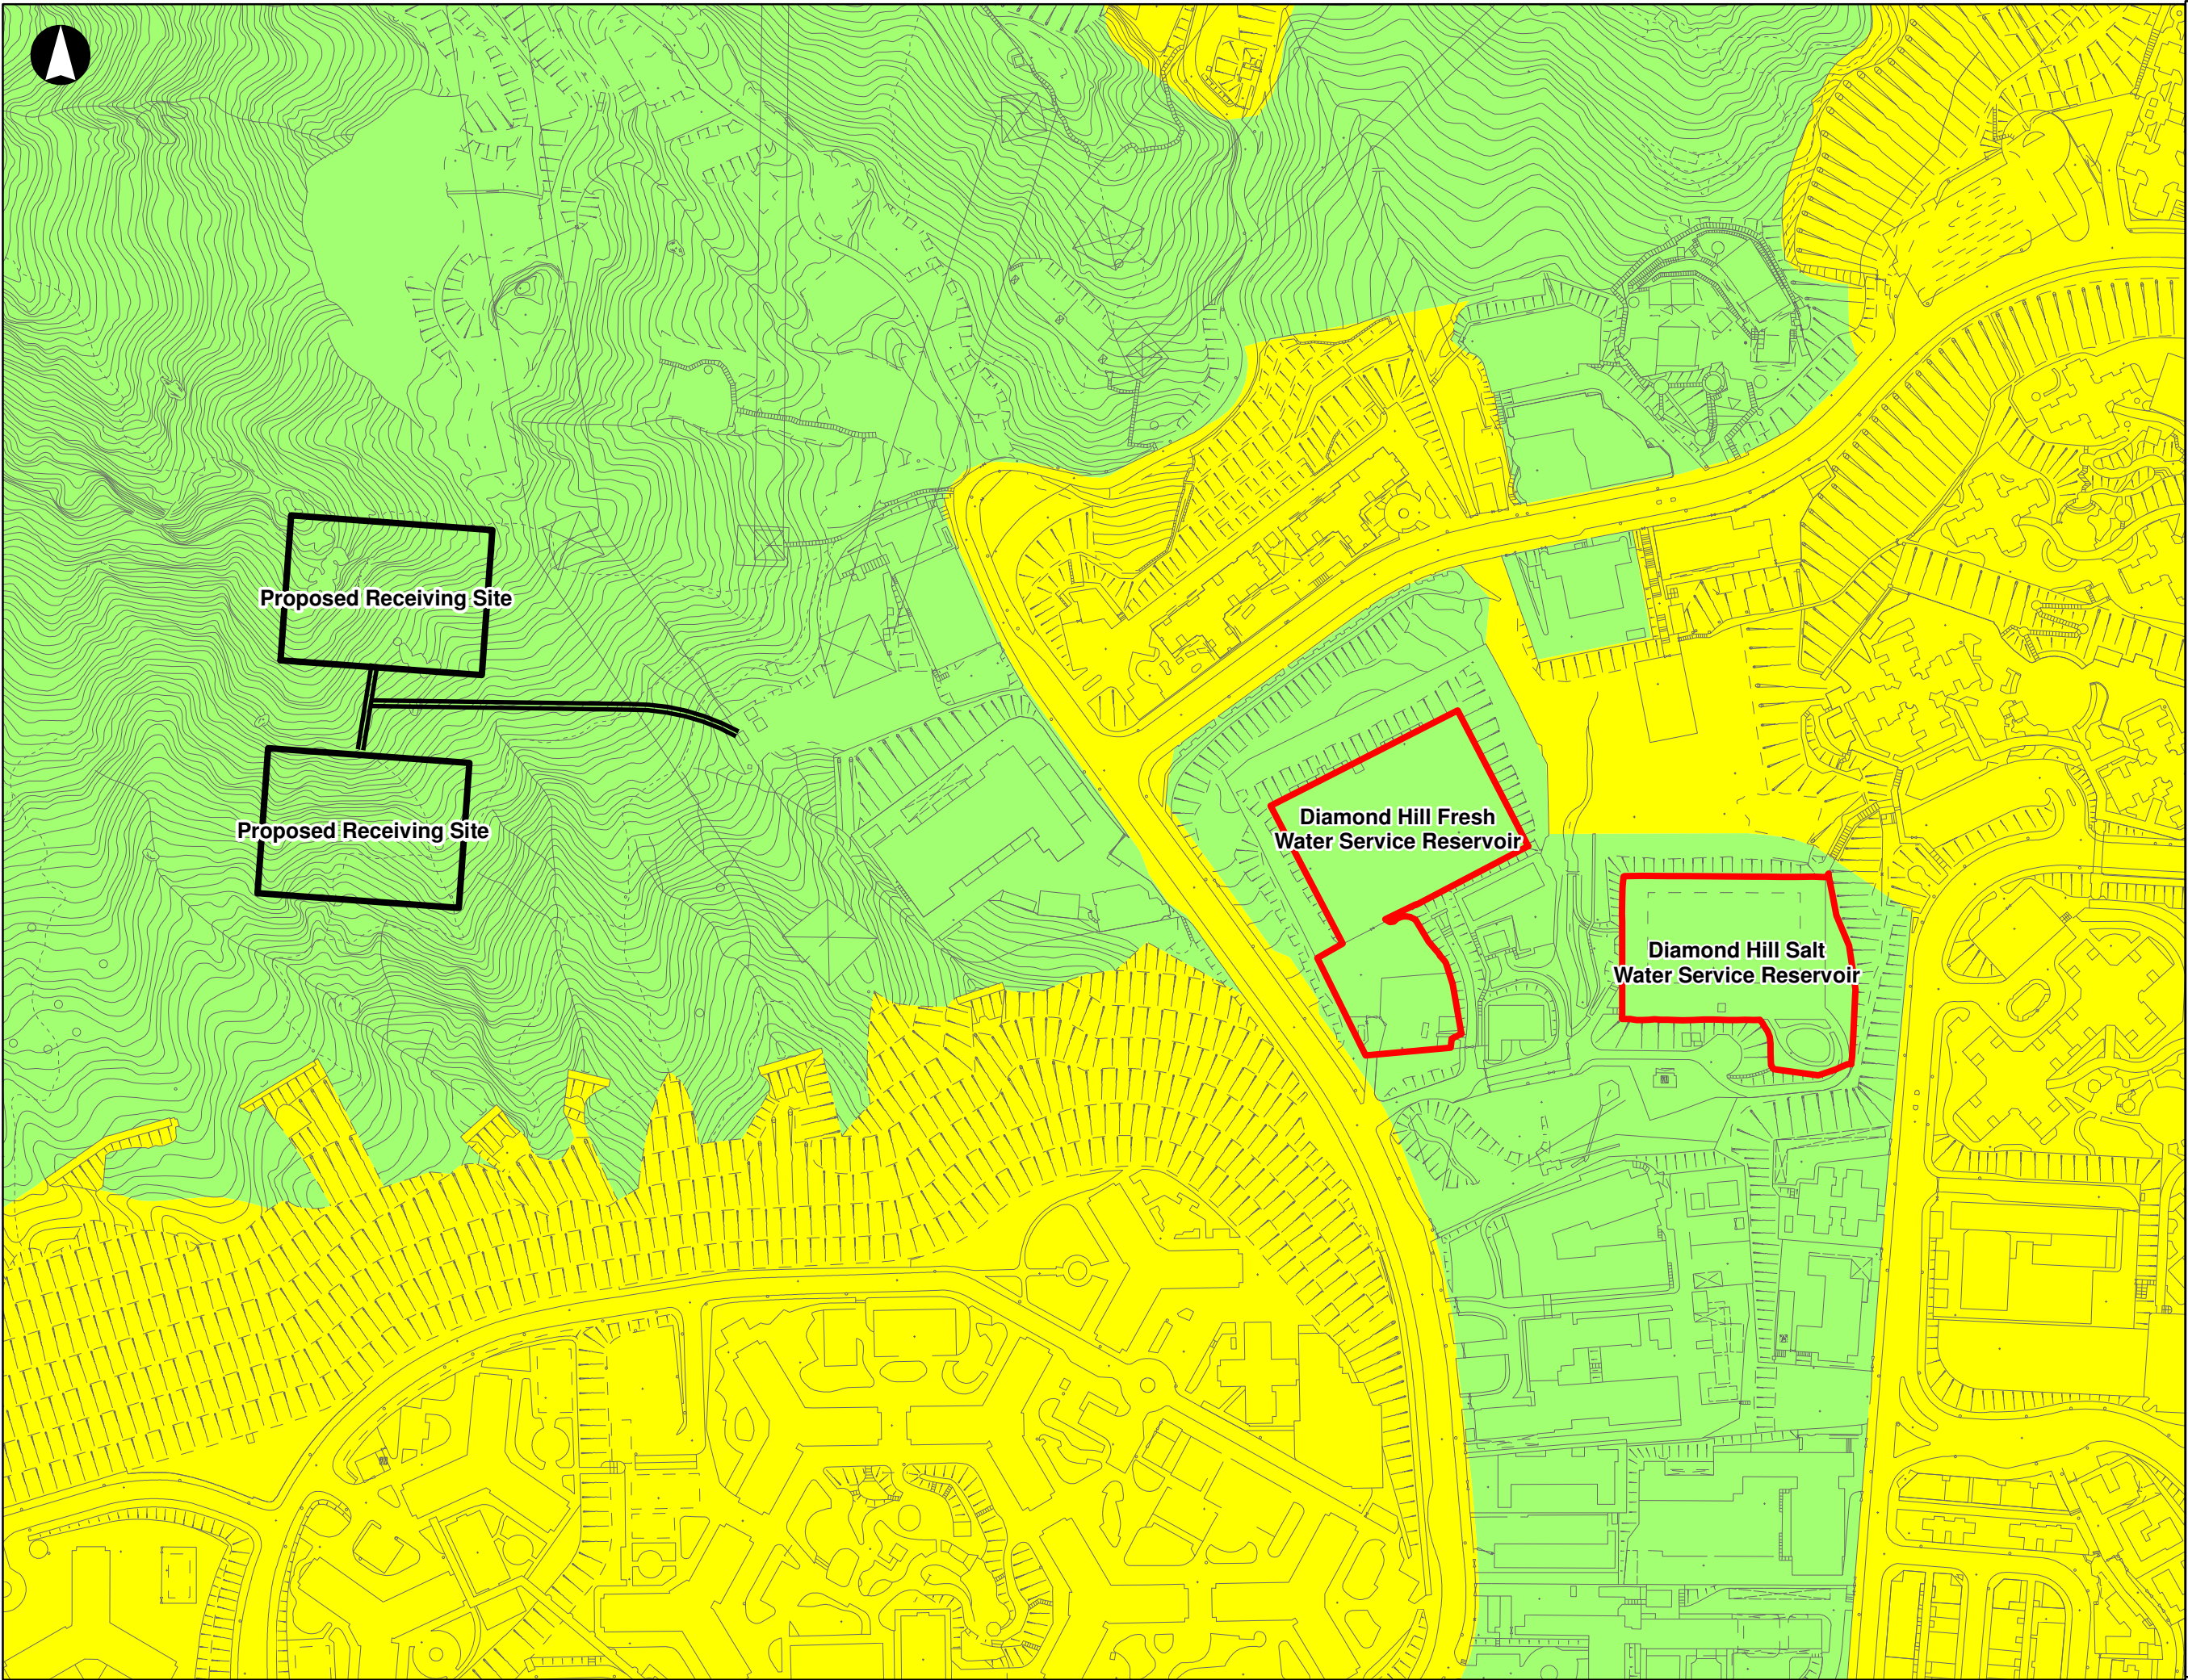 Proposed Receiving Site
Proposed Receiving Site
Diamond Hill Fresh
Water Service Reservoir
Diamond Hill Salt
Water Service Reservoir